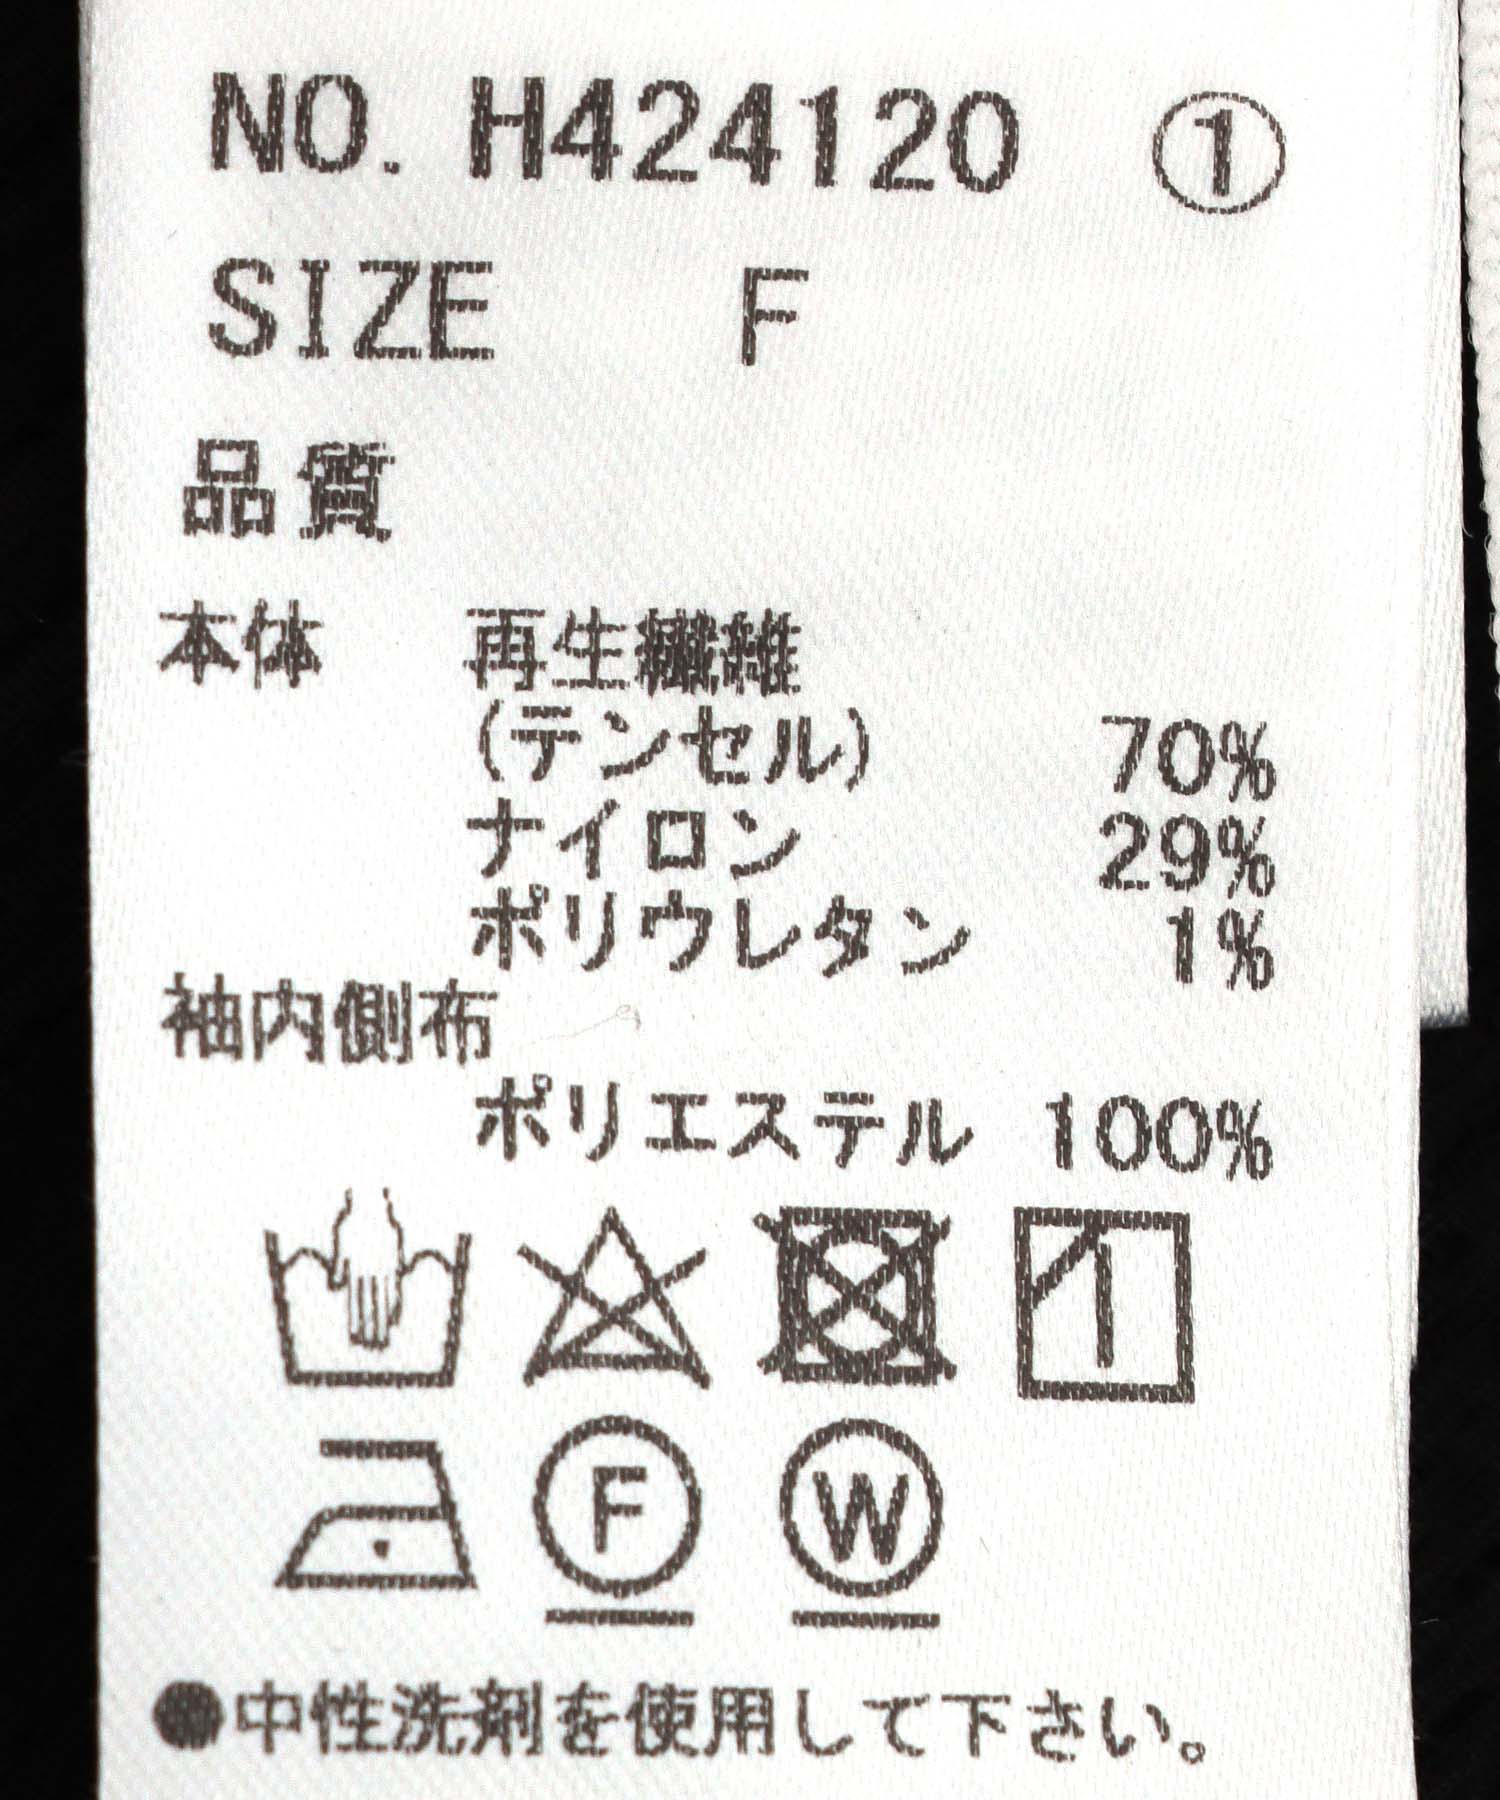 NO. H424120 ①
SIZE F
品質
本体 再生繊維
(テンセル) 70%
ナイロン 29%
ポリウレタン 1%
袖内側布
ポリエステル 100%
F W
●中性洗剤を使用して下さい。